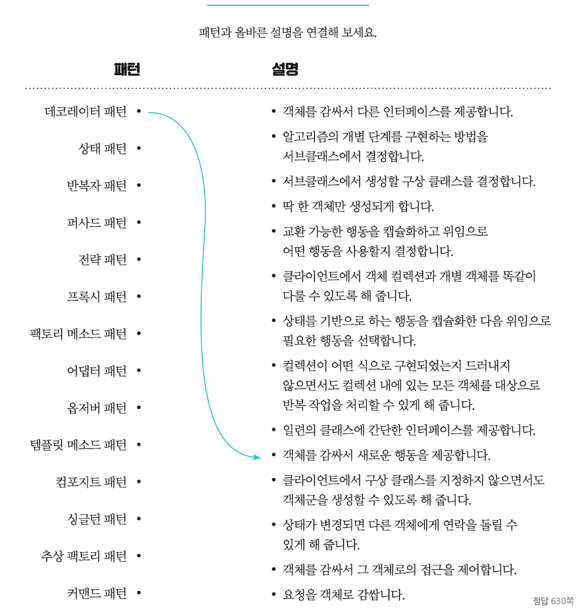 패턴과 올바른 설명을 연결해 보세요.
패턴
설명
데코레이터 패턴 •
상태 패턴 •
반복자 패턴 •
퍼사드 패턴 •
전략 패턴 •
프록시 패턴 •
팩토리 메소드 패턴 •
어댑터 패턴 •
옵저버 패턴 •
템플릿 메소드 패턴 •
컴포지트 패턴 •
싱글턴 패턴 •
추상 팩토리 패턴 •
커맨드 패턴 •
• 객체를 감싸서 다른 인터페이스를 제공합니다.
• 알고리즘의 개별 단계를 구현하는 방법을
서브클래스에서 결정합니다.
• 서브클래스에서 생성할 구상 클래스를 결정합니다.
• 딱 한 객체만 생성되게 합니다.
• 교환 가능한 행동을 캡슐화하고 위임으로
어떤 행동을 사용할지 결정합니다.
• 클라이언트에서 객체 컬렉션과 개별 객체를 똑같이
다룰 수 있도록 해 줍니다.
• 상태를 기반으로 하는 행동을 캡슐화한 다음 위임으로
필요한 행동을 선택합니다.
• 컬렉션이 어떤 식으로 구현되었는지 드러내지
않으면서도 컬렉션 내에 있는 모든 객체를 대상으로
반복 작업을 처리할 수 있게 해 줍니다.
• 일련의 클래스에 간단한 인터페이스를 제공합니다.
• 객체를 감싸서 새로운 행동을 제공합니다.
• 클라이언트에서 구상 클래스를 지정하지 않으면서도
객체군을 생성할 수 있도록 해 줍니다.
• 상태가 변경되면 다른 객체에게 연락을 돌릴 수
있게 해 줍니다.
• 객체를 감싸서 그 객체로의 접근을 제어합니다.
• 요청을 객체로 감쌉니다.
정답 630쪽